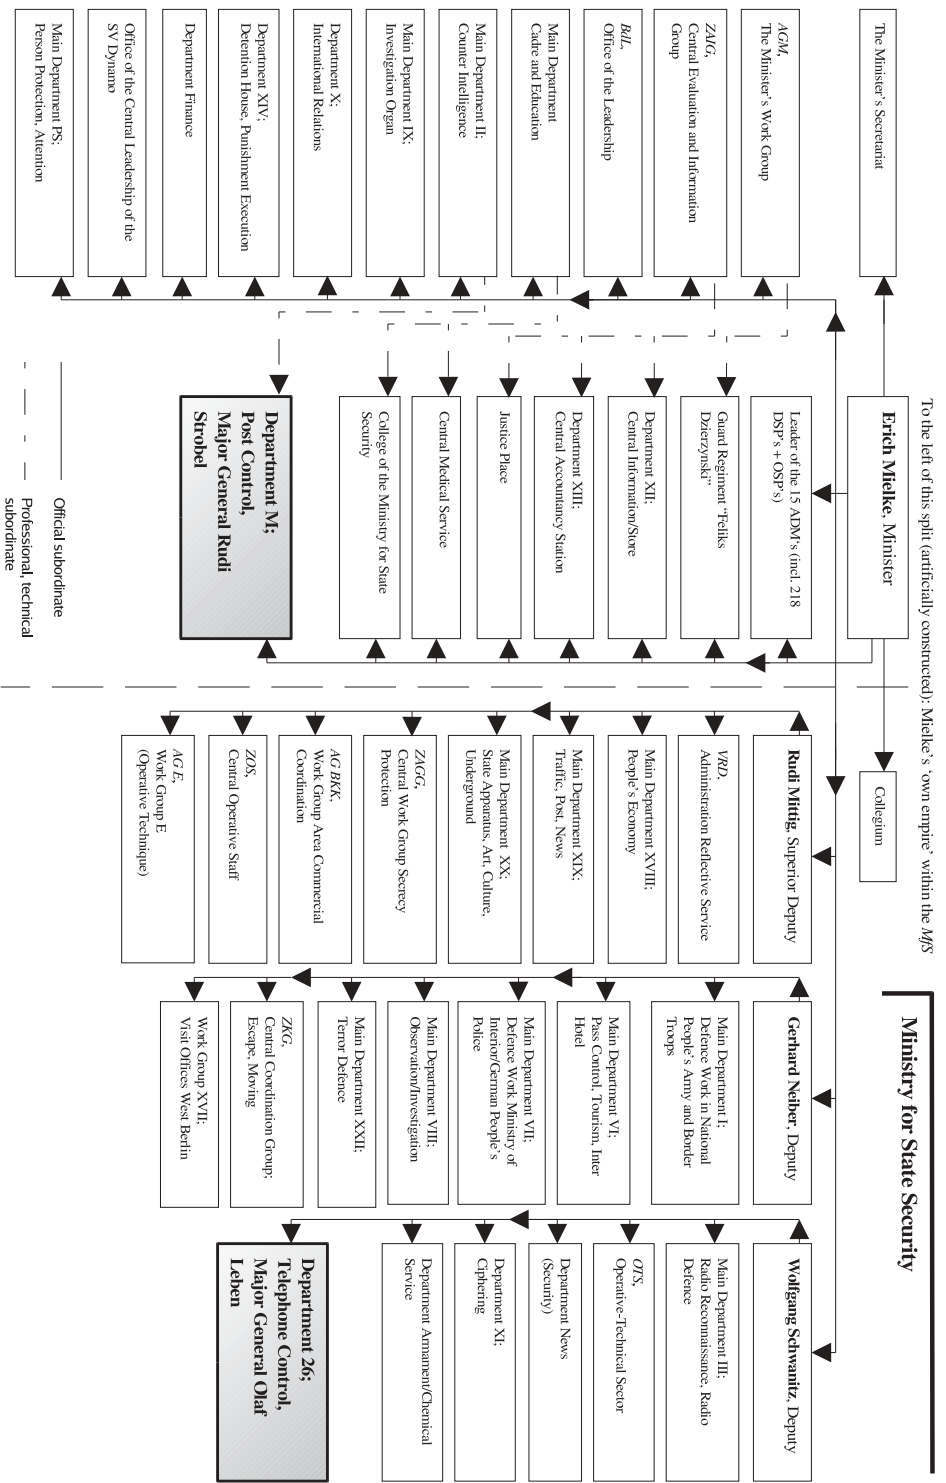 Ministry for State Security
To the left of this split (artificially constructed): Mielke's 'own empire' within the MfS
Erich Mielke, Minister
The Minister's Secretariat
Collegium
AGM,
The Minister's Work Group
ZAIG,
Central Evaluation and Information
Group
BdL,
Office of the Leadership
Main Department
Cadre and Education
Main Department II;
Counter Intelligence
Main Department IX;
Investigation Organ
Department X;
International Relations
Department XIV;
Detention House, Punishment Execution
Department Finance
Office of the Central Leadership of the
SV Dynamo
Main Department PS;
Person Protection, Attention
Leader of the 15 ADM's (incl. 218
DSP's + OSP's)
Guard Regiment "Feliks
Dzierzynski"
Department XII;
Central Information/Store
Department XIII;
Central Accountancy Station
Justice Place
Central Medical Service
College of the Ministry for State
Security
Department M;
Post Control,
Major General Rudi
Strobel
Rudi Mittig, Superior Deputy
VRD,
Administration Reflective Service
Main Department XVIII;
People's Economy
Main Department XIX;
Traffic, Post, News
Main Department XX;
State Apparatus, Art, Culture,
Underground
ZAGG,
Central Work Group Secrecy
Protection
AG BKK,
Work Group Area Commercial
Coordination
ZOS,
Central Operative Staff
AG E,
Work Group E
(Operative Technique)
Gerhard Neiber, Deputy
Main Department I;
Defence Work in National
People's Army and Border
Troops
Main Department VI;
Pass Control, Tourism, Inter
Hotel
Main Department VII;
Defence Work Ministry of
Interior/German People's
Police
Main Department VIII;
Observation/Investigation
Main Department XXII;
Terror Defence
ZKG,
Central Coordination Group;
Escape, Moving
Work Group XVII;
Visit Offices West Berlin
Wolfgang Schwanitz, Deputy
Main Department III;
Radio Reconnaissance, Radio
Defence
OTS,
Operative-Technical Sector
Department News
(Security)
Department XI;
Ciphering
Department Armament/Chemical
Service
Department 26;
Telephone Control,
Major General Olaf
Leben
Official subordinate
Professional, technical
subordinate